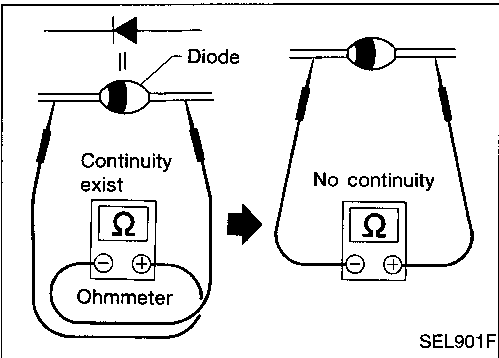 Diode
Continuity
exist
Ω
− +
Ohmmeter
No continuity
Ω
− +
SEL901F